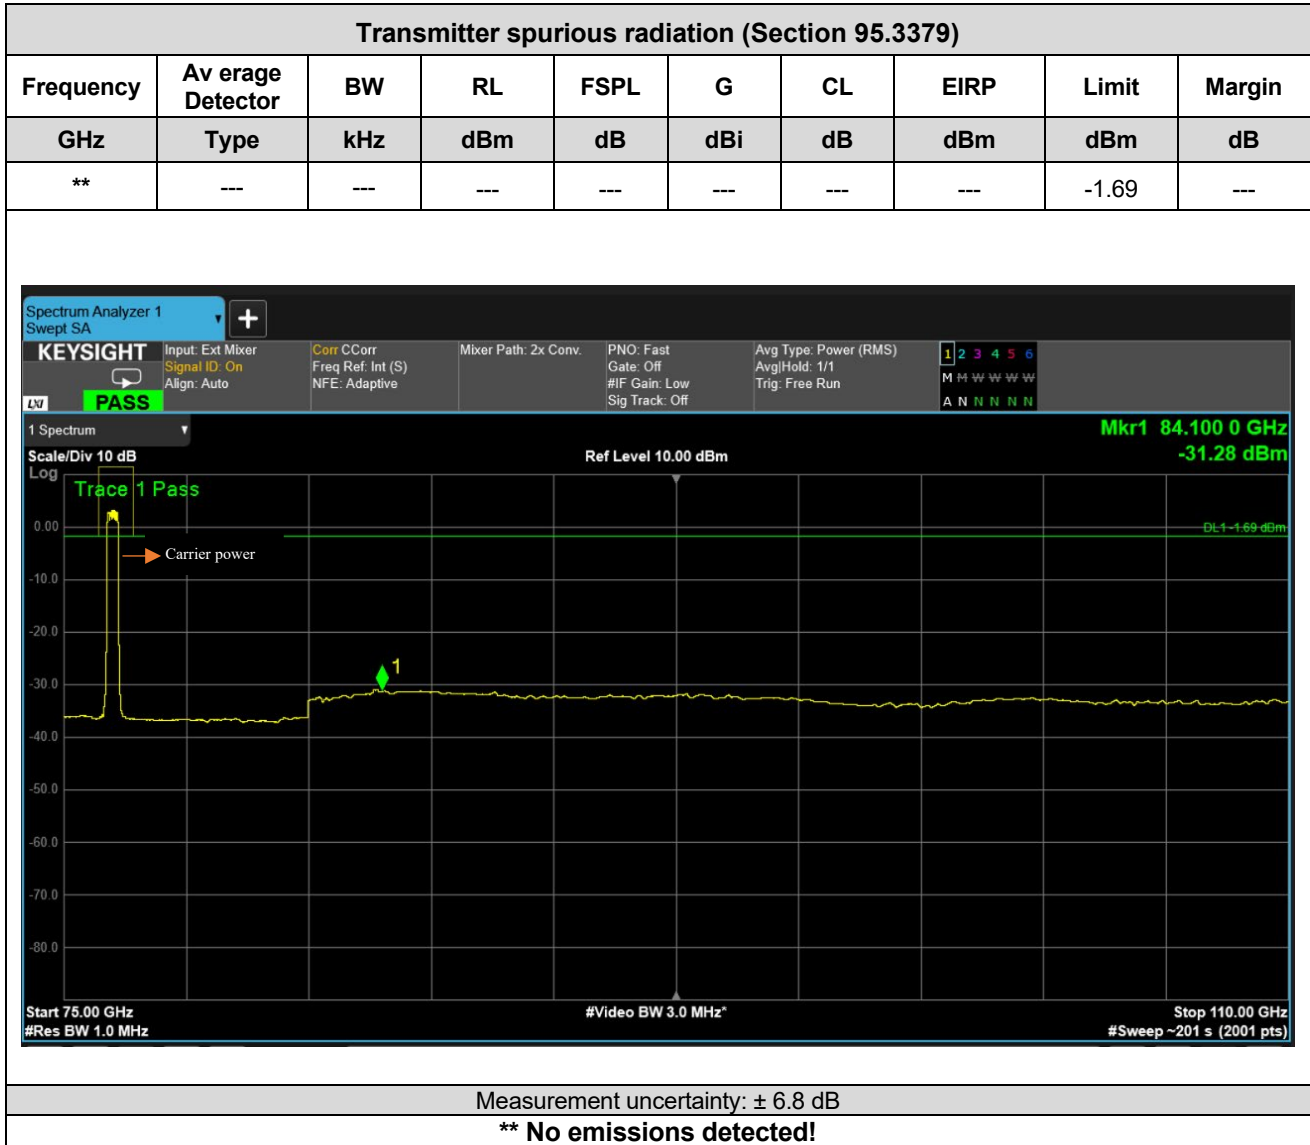 Transmitter spurious radiation (Section 95.3379)
Frequency Av erage Detector BW RL FSPL G CL EIRP Limit Margin
GHz Type kHz dBm dB dBi dB dBm dBm dB
** --- --- --- --- --- --- --- -1.69 ---
Spectrum Analyzer 1
Swept SA
+
KEYSIGHT
LXI PASS
Input: Ext Mixer
Signal ID: On
Align: Auto
Corr CCorr
Freq Ref: Int (S)
NFE: Adaptive
Mixer Path: 2x Conv.
PNO: Fast
Gate: Off
#IF Gain: Low
Sig Track: Off
Avg Type: Power (RMS)
Avg|Hold: 1/1
Trig: Free Run
1 2 3 4 5 6
M M W W W W
A N N N N N
1 Spectrum
Mkr1 84.100 0 GHz
-31.28 dBm
Scale/Div 10 dB
Ref Level 10.00 dBm
Log
Trace 1 Pass
0.00
DL1 -1.69 dBm
Carrier power
-10.0
-20.0
1
-30.0
-40.0
-50.0
-60.0
-70.0
-80.0
Start 75.00 GHz
#Video BW 3.0 MHz*
Stop 110.00 GHz
#Res BW 1.0 MHz
#Sweep ~201 s (2001 pts)
Measurement uncertainty: ± 6.8 dB
** No emissions detected!